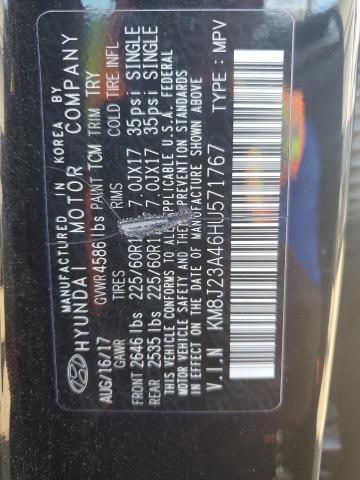 MANUFACTURED IN KOREA BY
HYUNDAI MOTOR COMPANY
AUG/16/17 GVWR 4586 lbs PAINT TCM TRIM TRY
GAWR TIRES RIMS COLD TIRE INFL
FRONT 2646 lbs 225/60R17 7.0JX17 35psi SINGLE
REAR 2535 lbs 225/60R17 7.0JX17 35psi SINGLE
THIS VEHICLE CONFORMS TO ALL APPLICABLE U.S.A. FEDERAL
MOTOR VEHICLE SAFETY AND THEFT PREVENTION STANDARDS
IN EFFECT ON THE DATE OF MANUFACTURE SHOWN ABOVE
V.I.N : KM8J23A46HU571767 TYPE : MPV